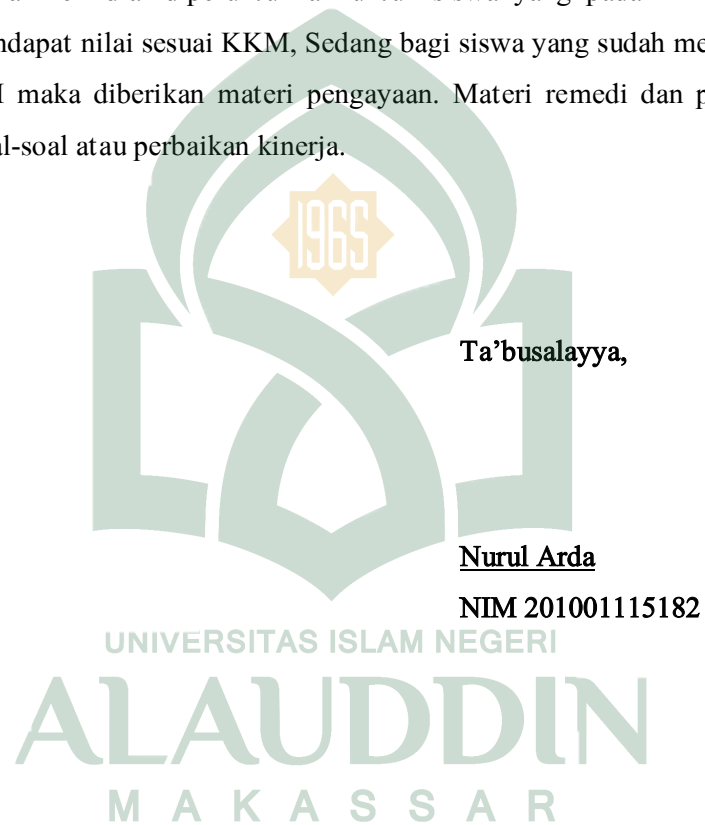 ndapat nilai sesuai KKM, Sedang bagi siswa yang sudah me
maka diberikan materi pengayaan. Materi remedi dan p
al-soal atau perbaikan kinerja.
1965
Ta’busalayya,
Nurul Arda
NIM 201001115182
UNIVERSITAS ISLAM NEGERI
ALAUDDIN
MAKASSAR